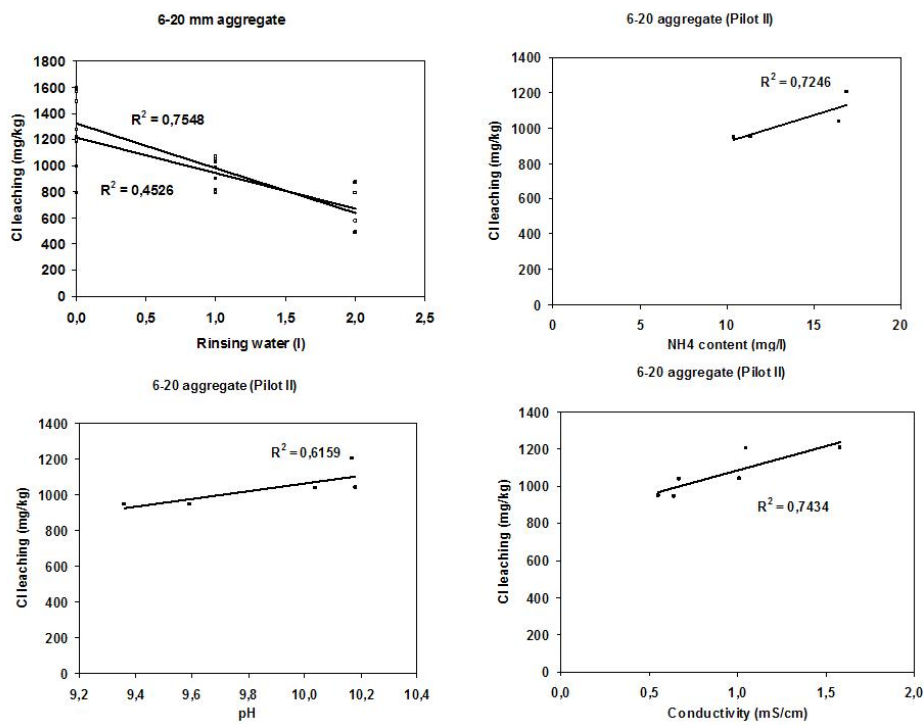 6-20 mm aggregate
Cl leaching (mg/kg)
1800
1600
1400
1200
1000
800
600
400
200
0
R² = 0,7548
R² = 0,4526
0,0 0,5 1,0 1,5 2,0 2,5
Rinsing water (l)
6-20 aggregate (Pilot II)
Cl leaching (mg/kg)
1400
1200
1000
800
600
400
200
0
R² = 0,7246
0 5 10 15 20
NH4 content (mg/l)
6-20 aggregate (Pilot II)
Cl leaching (mg/kg)
1400
1200
1000
800
600
400
200
0
R² = 0,6159
9,2 9,4 9,6 9,8 10,0 10,2 10,4
pH
6-20 aggregate (Pilot II)
Cl leaching (mg/kg)
1400
1200
1000
800
600
400
200
0
R² = 0,7434
0,0 0,5 1,0 1,5 2,0
Conductivity (mS/cm)